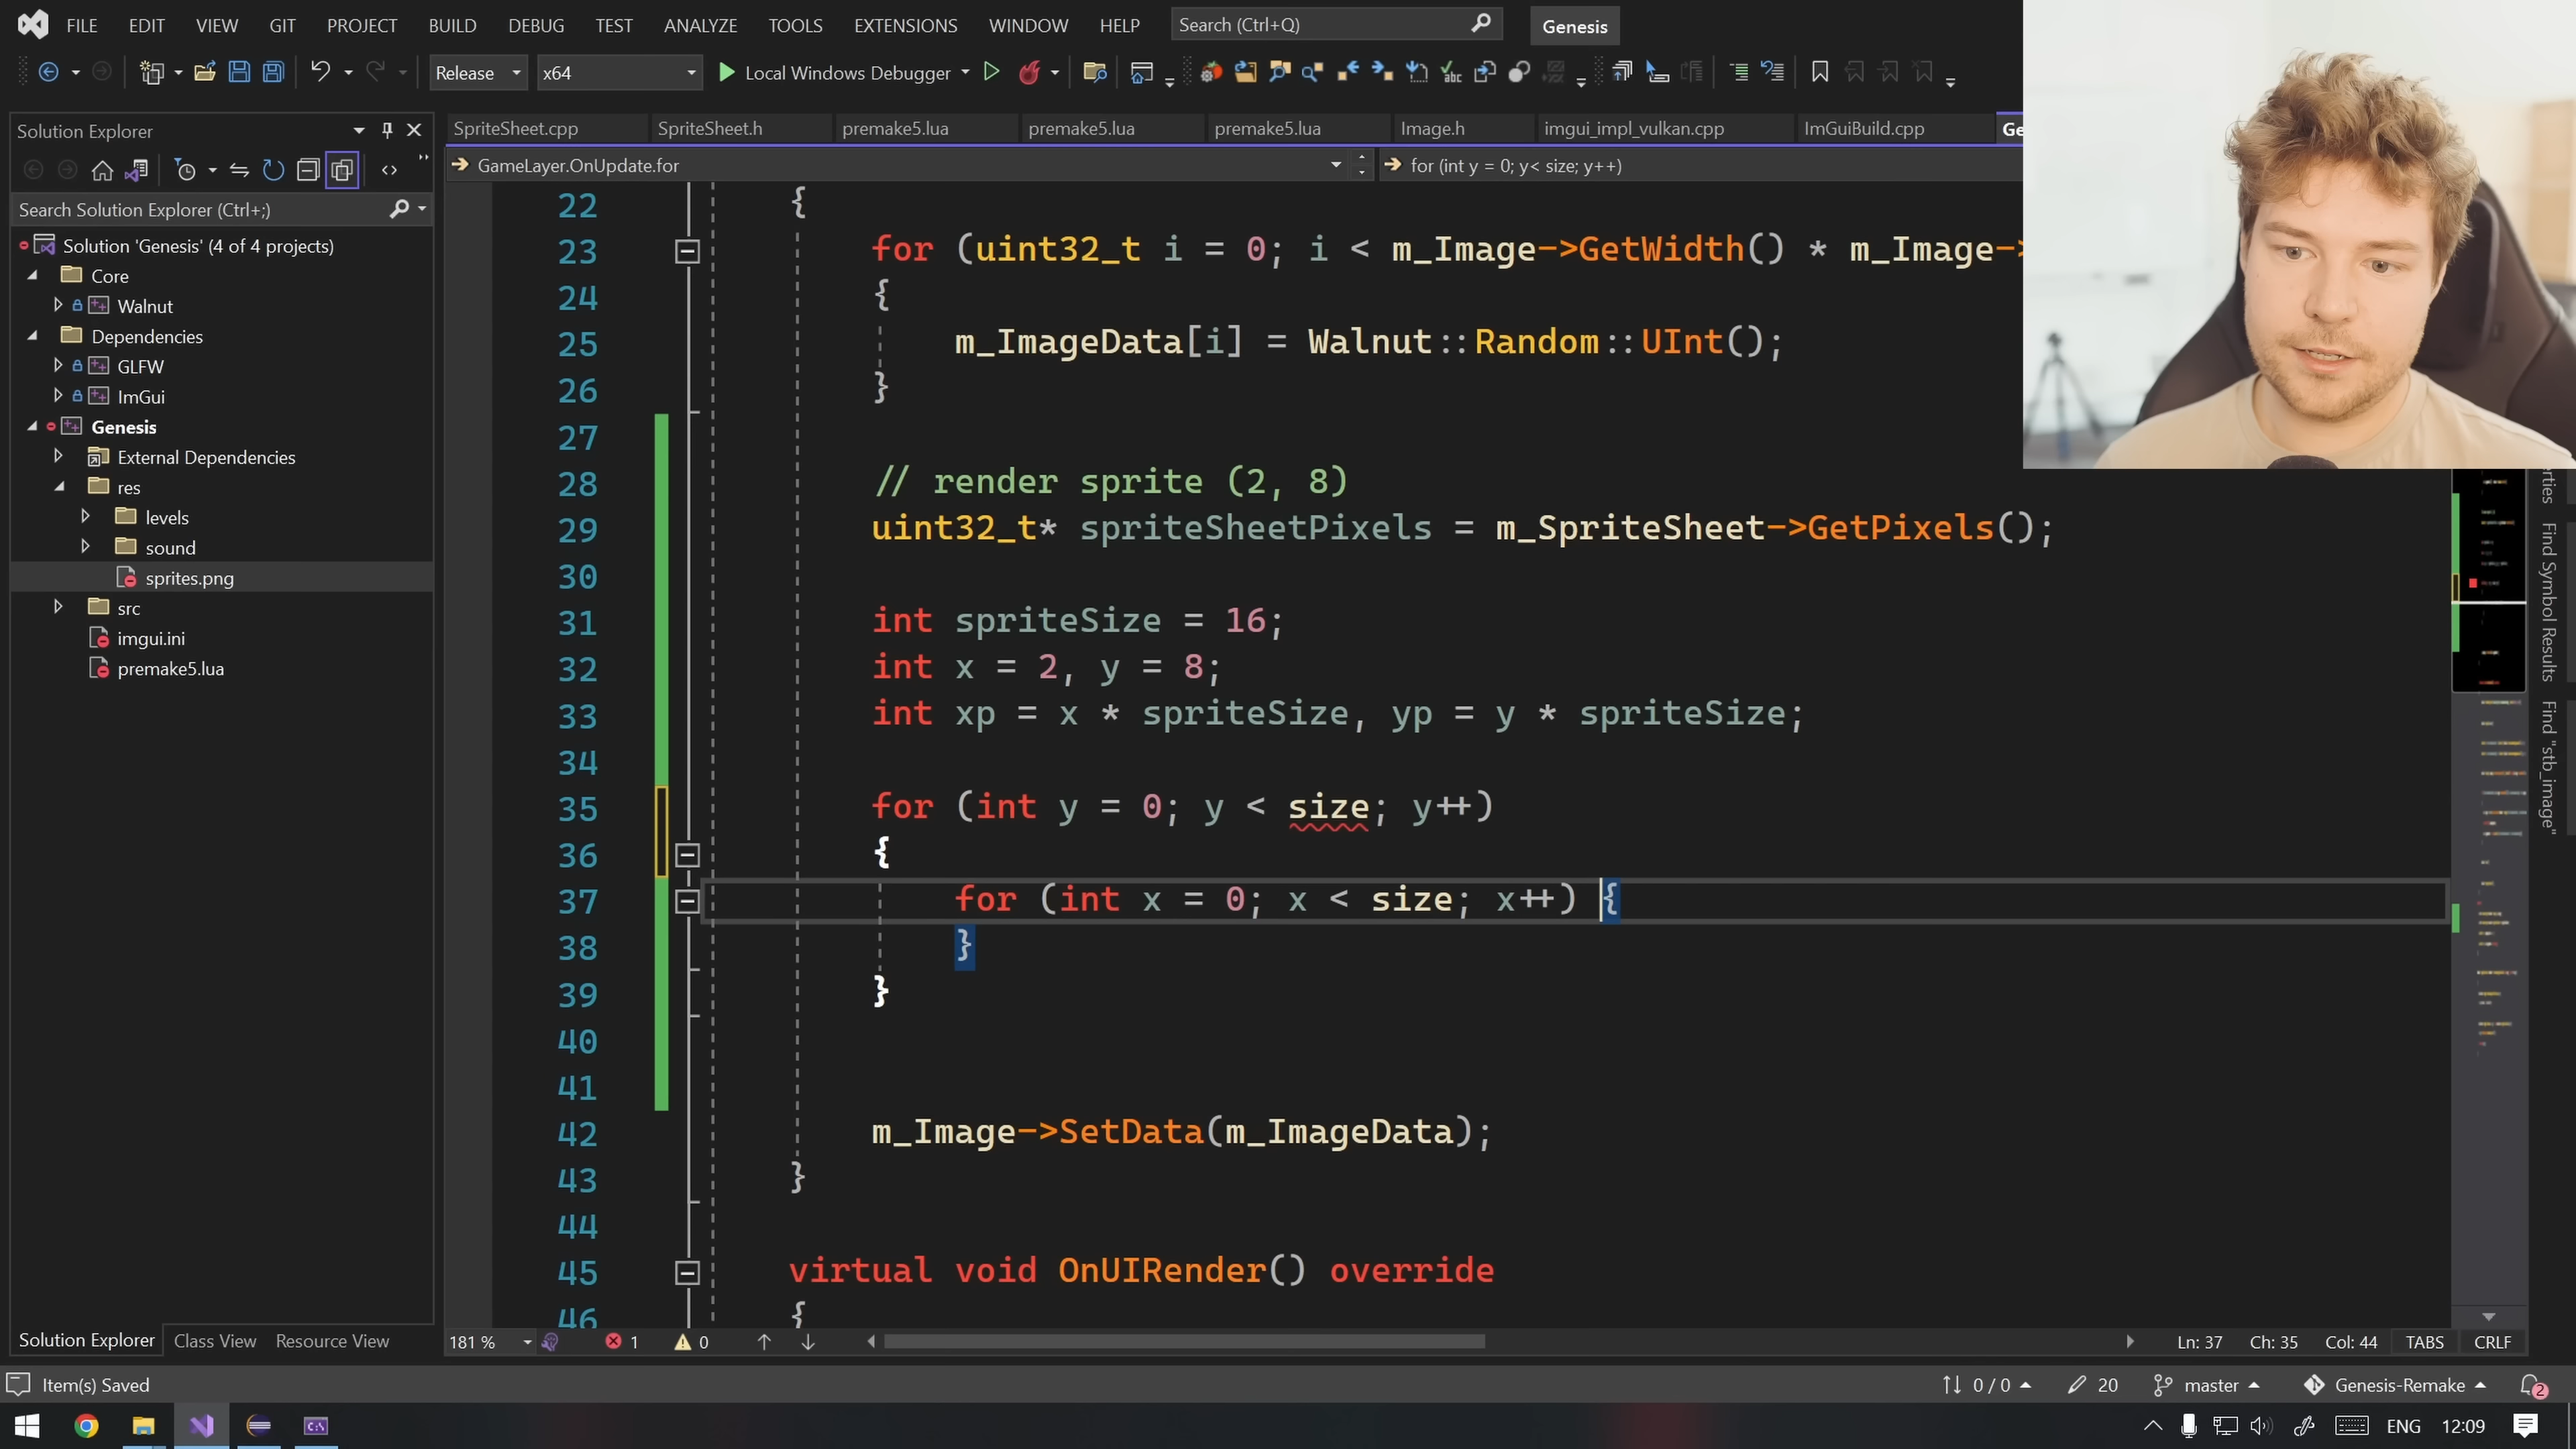 FILE EDIT VIEW GIT PROJECT BUILD DEBUG TEST ANALYZE TOOLS EXTENSIONS WINDOW HELP Search (Ctrl+Q) Genesis
Release x64 Local Windows Debugger
Solution Explorer
SpriteSheet.cpp SpriteSheet.h premake5.lua premake5.lua premake5.lua Image.h imgui_impl_vulkan.cpp ImGuiBuild.cpp Ge
GameLayer.OnUpdate.for for (int y = 0; y< size; y++)
Search Solution Explorer (Ctrl+;)
Solution 'Genesis' (4 of 4 projects)
Core
Walnut
Dependencies
GLFW
ImGui
Genesis
External Dependencies
res
levels
sound
sprites.png
src
imgui.ini
premake5.lua
22 {
23 for (uint32_t i = 0; i < m_Image->GetWidth() * m_Image->
24 {
25 m_ImageData[i] = Walnut::Random::UInt();
26 }
27
28 // render sprite (2, 8)
29 uint32_t* spriteSheetPixels = m_SpriteSheet->GetPixels();
30
31 int spriteSize = 16;
32 int x = 2, y = 8;
33 int xp = x * spriteSize, yp = y * spriteSize;
34
35 for (int y = 0; y < size; y++)
36 {
37 for (int x = 0; x < size; x++) {
38 }
39 }
40
41
42 m_Image->SetData(m_ImageData);
43 }
44
45 virtual void OnUIRender() override
46 {
erties
Find Symbol Results
Find "stb_image"
Solution Explorer Class View Resource View
181 % 1 0 Ln: 37 Ch: 35 Col: 44 TABS CRLF
Item(s) Saved 0 / 0 20 master Genesis-Remake 2
ENG 12:09